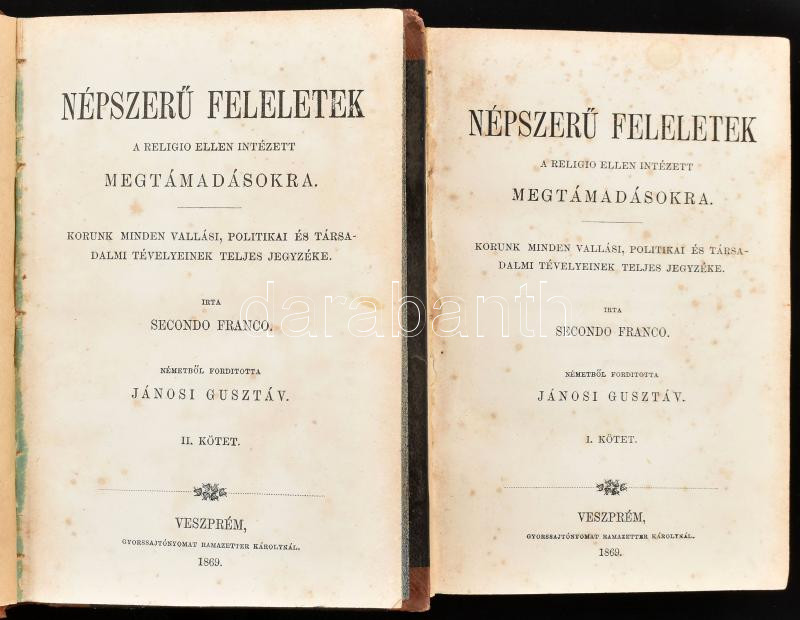 NÉPSZERŰ FELELETEK
A RELIGIO ELLEN INTÉZETT
MEGTÁMADÁSOKRA.
KORUNK MINDEN VALLÁSI, POLITIKAI ÉS TÁRSA-
DALMI TÉVELYEINEK TELJES JEGYZÉKE.
IRTA
SECONDO FRANCO.
NÉMETBŐL FORDITOTTA
JÁNOSI GUSZTÁV.
II. KÖTET.
VESZPRÉM,
GYORSSAJTÓNYOMAT RAMAZETTER KÁROLYNÁL.
1869.
NÉPSZERŰ FELELETEK
A RELIGIO ELLEN INTÉZETT
MEGTÁMADÁSOKRA.
KORUNK MINDEN VALLÁSI, POLITIKAI ÉS TÁRSA-
DALMI TÉVELYEINEK TELJES JEGYZÉKE.
IRTA
SECONDO FRANCO.
NÉMETBŐL FORDITOTTA
JÁNOSI GUSZTÁV.
I. KÖTET.
VESZPRÉM,
GYORSSAJTÓNYOMAT RAMAZETTER KÁROLYNÁL.
1869.
darabanth